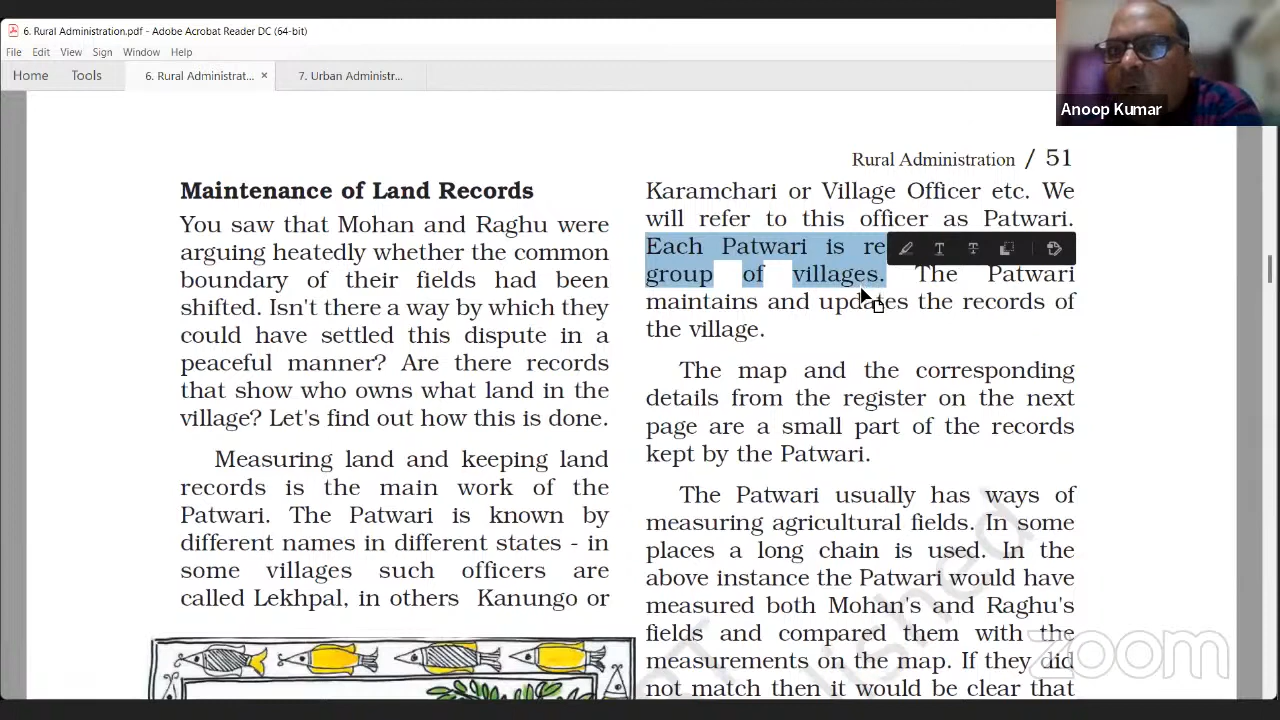 6. Rural Administration.pdf - Adobe Acrobat Reader DC (64-bit)
File Edit View Sign Window Help
Home Tools 6. Rural Administrat... × 7. Urban Administr...
Anoop Kumar
Rural Administration / 51
Maintenance of Land Records
You saw that Mohan and Raghu were
arguing heatedly whether the common
boundary of their fields had been
shifted. Isn't there a way by which they
could have settled this dispute in a
peaceful manner? Are there records
that show who owns what land in the
village? Let's find out how this is done.
Measuring land and keeping land
records is the main work of the
Patwari. The Patwari is known by
different names in different states - in
some villages such officers are
called Lekhpal, in others Kanungo or
Karamchari or Village Officer etc. We
will refer to this officer as Patwari.
Each Patwari is re
group of villages. The Patwari
maintains and updates the records of
the village.
The map and the corresponding
details from the register on the next
page are a small part of the records
kept by the Patwari.
The Patwari usually has ways of
measuring agricultural fields. In some
places a long chain is used. In the
above instance the Patwari would have
measured both Mohan's and Raghu's
fields and compared them with the
measurements on the map. If they did
not match then it would be clear that
zoom